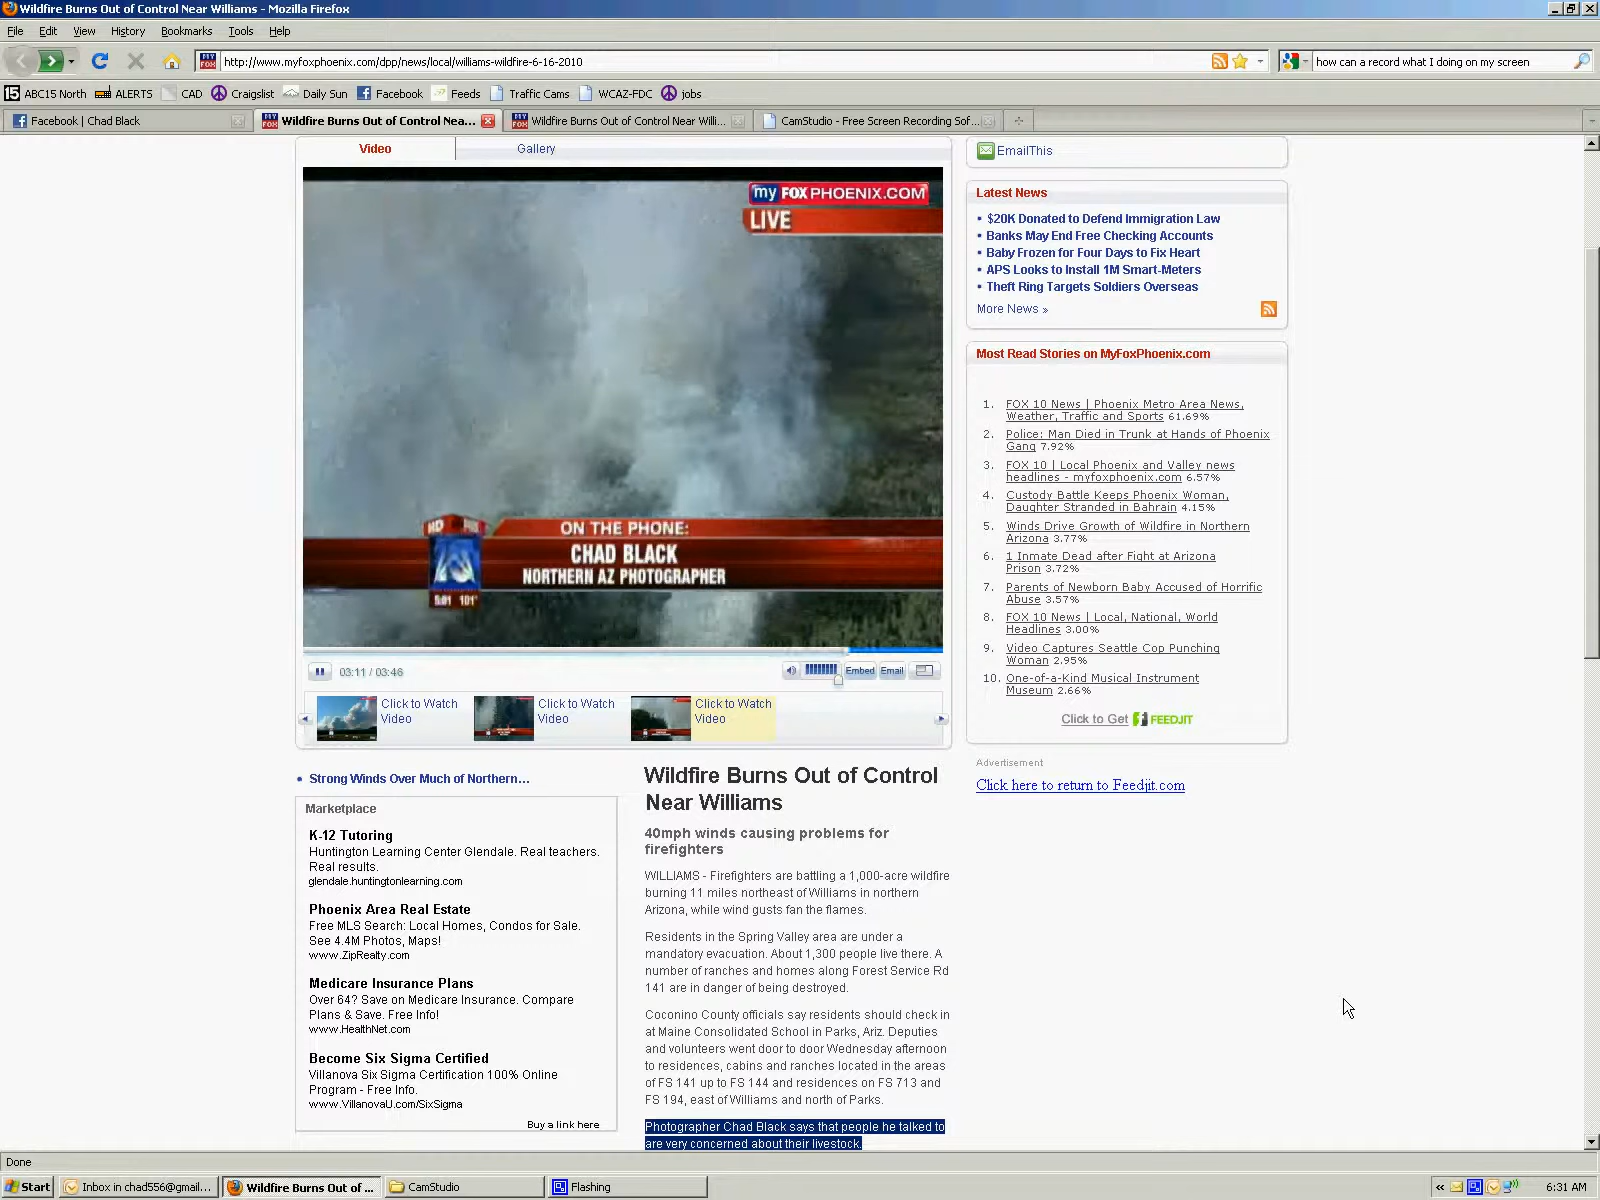 Wildfire Burns Out of Control Near Williams - Mozilla Firefox
File Edit View History Bookmarks Tools Help
http://www.myfoxphoenix.com/dpp/news/local/williams-wildfire-6-16-2010
how can a record what I doing on my screen
ABC15 North ALERTS CAD Craigslist Daily Sun Facebook Feeds Traffic Cams WCAZ-FDC jobs
Facebook | Chad Black
Wildfire Burns Out of Control Nea...
Wildfire Burns Out of Control Near Willi...
CamStudio - Free Screen Recording Sof...
Video
Gallery
my FOX PHOENIX.COM
LIVE
ON THE PHONE:
CHAD BLACK
NORTHERN AZ PHOTOGRAPHER
5:01 101°
03:11 / 03:46
Embed
Email
Click to Watch
Video
Click to Watch
Video
Click to Watch
Video
Strong Winds Over Much of Northern...
Marketplace
K-12 Tutoring
Huntington Learning Center Glendale. Real teachers.
Real results.
glendale.huntingtonlearning.com
Phoenix Area Real Estate
Free MLS Search: Local Homes, Condos for Sale.
See 4.4M Photos, Maps!
www.ZipRealty.com
Medicare Insurance Plans
Over 64? Save on Medicare Insurance. Compare
Plans & Save. Free Info!
www.HealthNet.com
Become Six Sigma Certified
Villanova Six Sigma Certification 100% Online
Program - Free Info.
www.VillanovaU.com/SixSigma
Buy a link here
Wildfire Burns Out of Control
Near Williams
40mph winds causing problems for
firefighters
WILLIAMS - Firefighters are battling a 1,000-acre wildfire
burning 11 miles northeast of Williams in northern
Arizona, while wind gusts fan the flames.
Residents in the Spring Valley area are under a
mandatory evacuation. About 1,300 people live there. A
number of ranches and homes along Forest Service Rd
141 are in danger of being destroyed.
Coconino County officials say residents should check in
at Maine Consolidated School in Parks, Ariz. Deputies
and volunteers went door to door Wednesday afternoon
to residences, cabins and ranches located in the areas
of FS 141 up to FS 144 and residences on FS 713 and
FS 194, east of Williams and north of Parks.
Photographer Chad Black says that people he talked to
are very concerned about their livestock.
EmailThis
Latest News
$20K Donated to Defend Immigration Law
Banks May End Free Checking Accounts
Baby Frozen for Four Days to Fix Heart
APS Looks to Install 1M Smart-Meters
Theft Ring Targets Soldiers Overseas
More News »
Most Read Stories on MyFoxPhoenix.com
1. FOX 10 News | Phoenix Metro Area News,
Weather, Traffic and Sports 61.69%
2. Police: Man Died in Trunk at Hands of Phoenix
Gang 7.92%
3. FOX 10 | Local Phoenix and Valley news
headlines - myfoxphoenix.com 6.57%
4. Custody Battle Keeps Phoenix Woman,
Daughter Stranded in Bahrain 4.15%
5. Winds Drive Growth of Wildfire in Northern
Arizona 3.77%
6. 1 Inmate Dead after Fight at Arizona
Prison 3.72%
7. Parents of Newborn Baby Accused of Horrific
Abuse 3.57%
8. FOX 10 News | Local, National, World
Headlines 3.00%
9. Video Captures Seattle Cop Punching
Woman 2.95%
10. One-of-a-Kind Musical Instrument
Museum 2.66%
Click to Get FEEDJIT
Advertisement
Click here to return to Feedjit.com
Done
Start
Inbox in chad556@gmail...
Wildfire Burns Out of ...
CamStudio
Flashing
6:31 AM